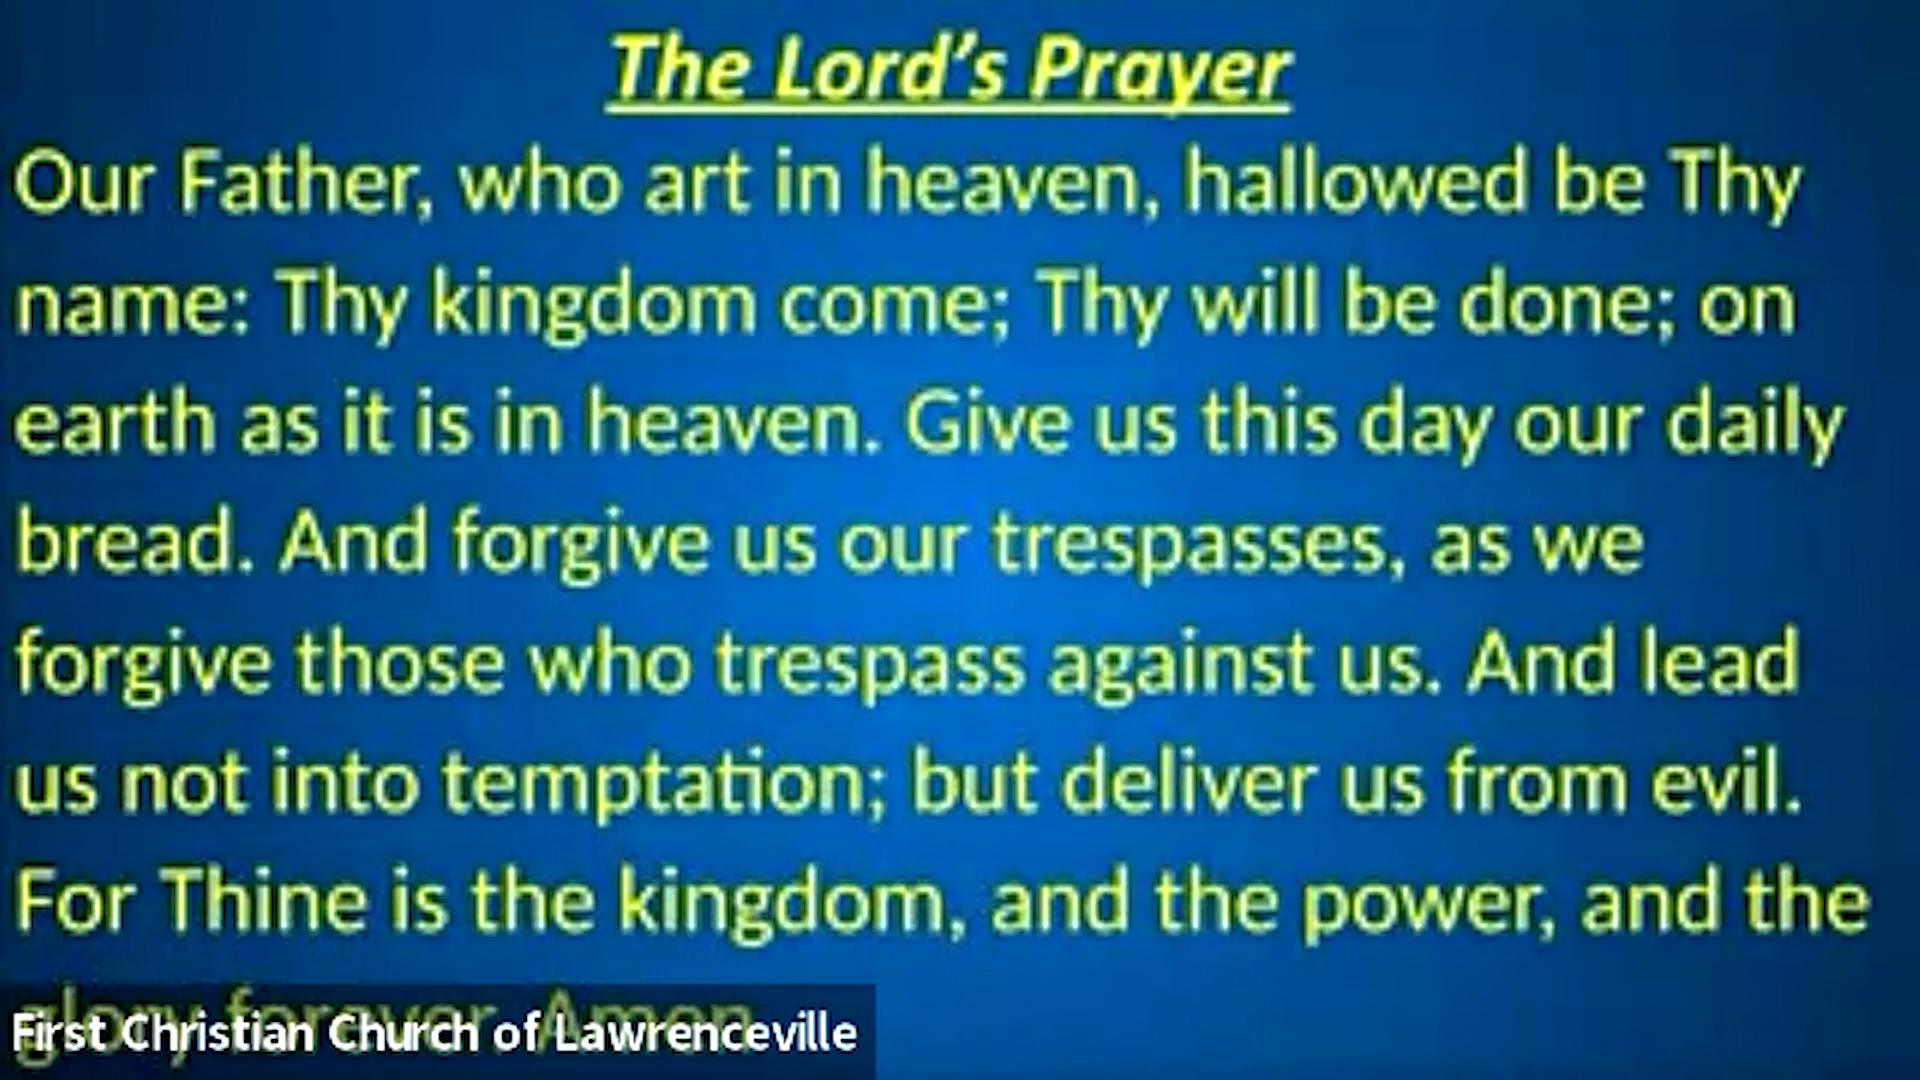 The Lord’s Prayer
Our Father, who art in heaven, hallowed be Thy
name: Thy kingdom come; Thy will be done; on
earth as it is in heaven. Give us this day our daily
bread. And forgive us our trespasses, as we
forgive those who trespass against us. And lead
us not into temptation; but deliver us from evil.
For Thine is the kingdom, and the power, and the
glory forever. Amen.
First Christian Church of Lawrenceville